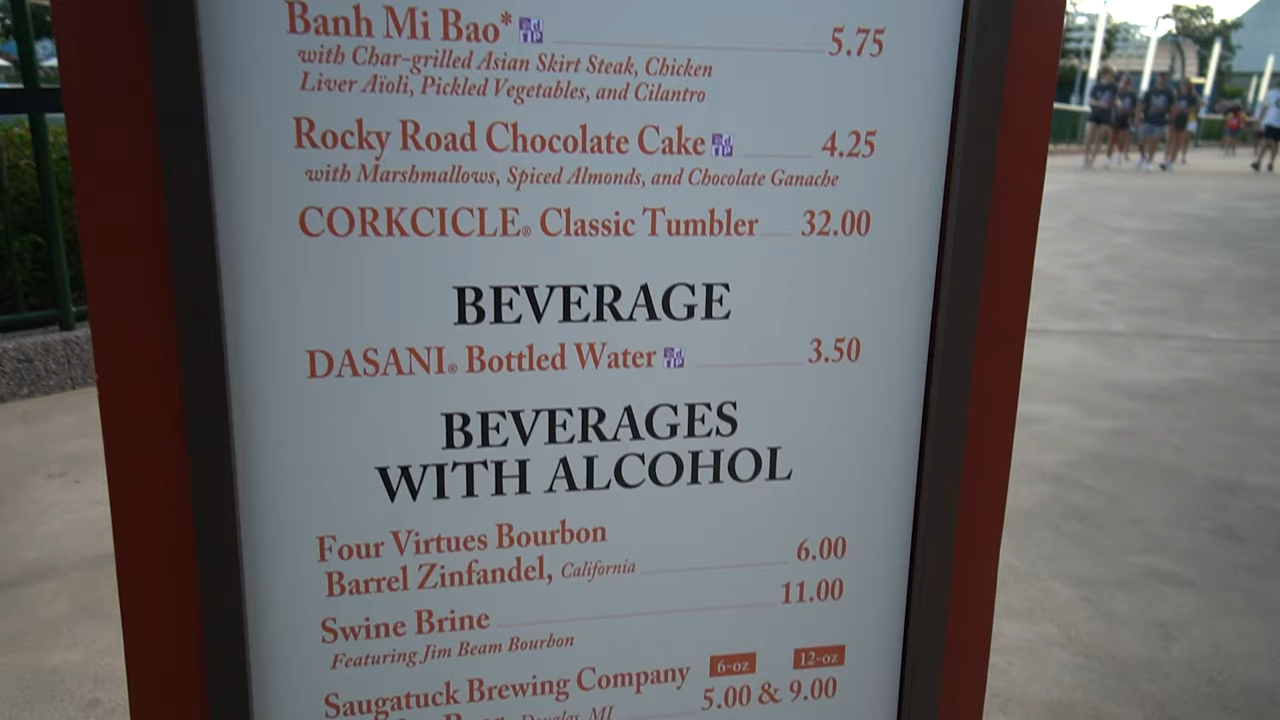 Banh Mi Bao* 5.75
with Char-grilled Asian Skirt Steak, Chicken
Liver Aïoli, Pickled Vegetables, and Cilantro
Rocky Road Chocolate Cake 4.25
with Marshmallows, Spiced Almonds, and Chocolate Ganache
CORKCICLE® Classic Tumbler 32.00
BEVERAGE
DASANI® Bottled Water 3.50
BEVERAGES
WITH ALCOHOL
Four Virtues Bourbon
Barrel Zinfandel, California 6.00
Swine Brine 11.00
Featuring Jim Beam Bourbon
6-oz 12-oz
Saugatuck Brewing Company 5.00 & 9.00
Douglas, MI